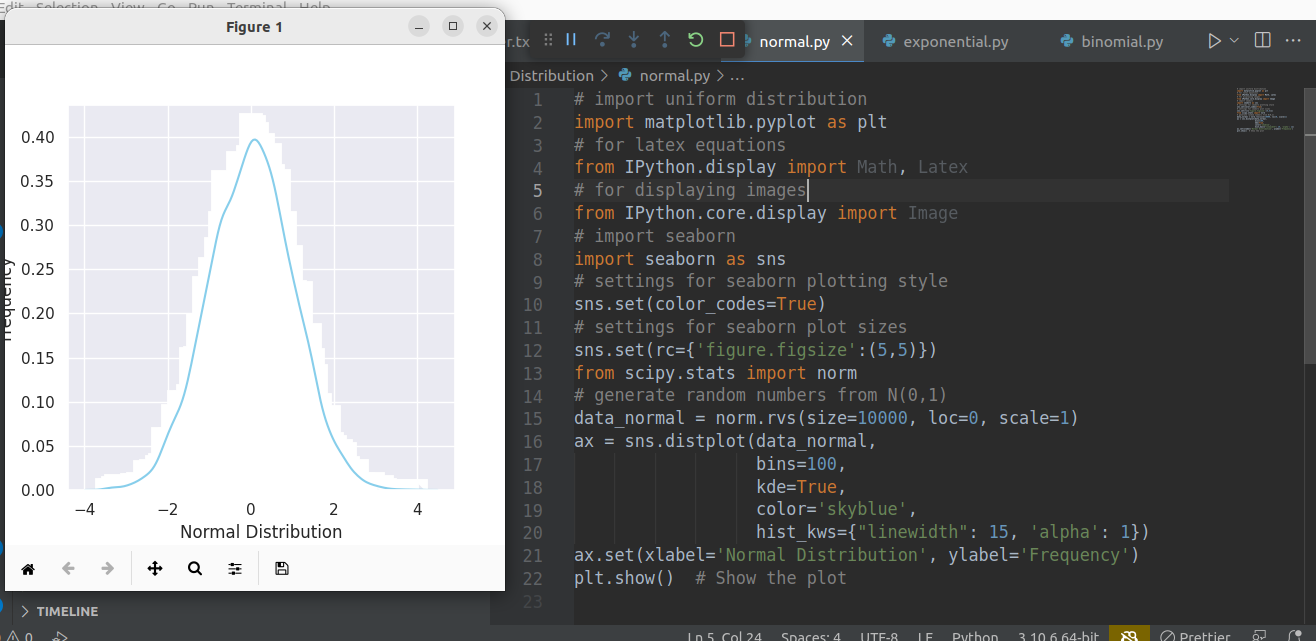 Edit Selection View Go Run Terminal Help
Figure 1
r.tx
normal.py
exponential.py
binomial.py
Distribution > normal.py > ...
0.40
0.35
0.30
0.25
0.20
0.15
0.10
0.05
0.00
−4 −2 0 2 4
Frequency
Normal Distribution
1 # import uniform distribution
2 import matplotlib.pyplot as plt
3 # for latex equations
4 from IPython.display import Math, Latex
5 # for displaying images
6 from IPython.core.display import Image
7 # import seaborn
8 import seaborn as sns
9 # settings for seaborn plotting style
10 sns.set(color_codes=True)
11 # settings for seaborn plot sizes
12 sns.set(rc={'figure.figsize':(5,5)})
13 from scipy.stats import norm
14 # generate random numbers from N(0,1)
15 data_normal = norm.rvs(size=10000, loc=0, scale=1)
16 ax = sns.distplot(data_normal,
17 bins=100,
18 kde=True,
19 color='skyblue',
20 hist_kws={"linewidth": 15, 'alpha': 1})
21 ax.set(xlabel='Normal Distribution', ylabel='Frequency')
22 plt.show()  # Show the plot
23
TIMELINE
0
Ln 5, Col 24 Spaces: 4 UTF-8 LF Python 3.10.6 64-bit Prettier